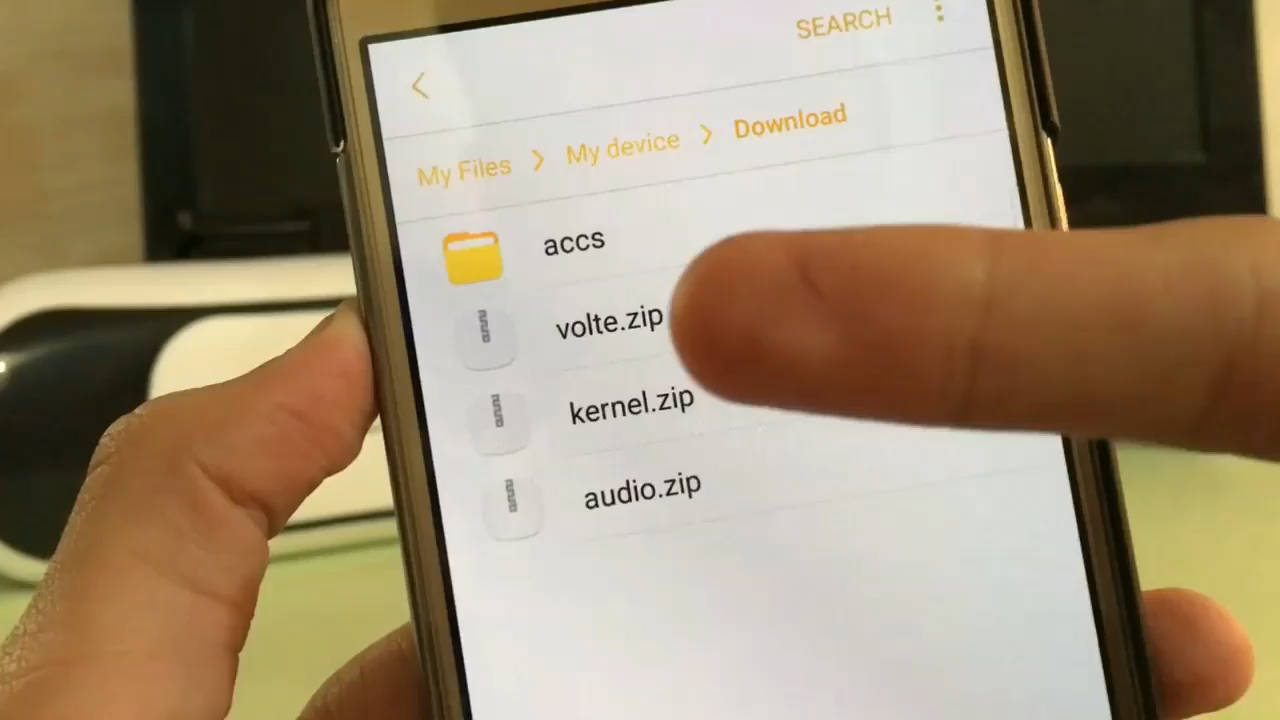 SEARCH
My Files > My device > Download
accs
volte.zip
kernel.zip
audio.zip